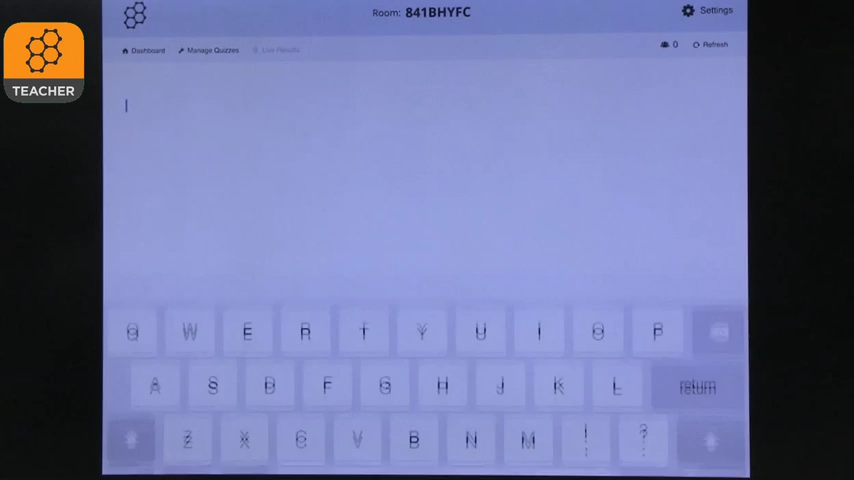 Room: 841BHYFC
Settings
Dashboard Manage Quizzes Live Results
0 Refresh
TEACHER
Q W E R T Y U I O P
A S D F G H J K L return
Z X C V B N M ! ?